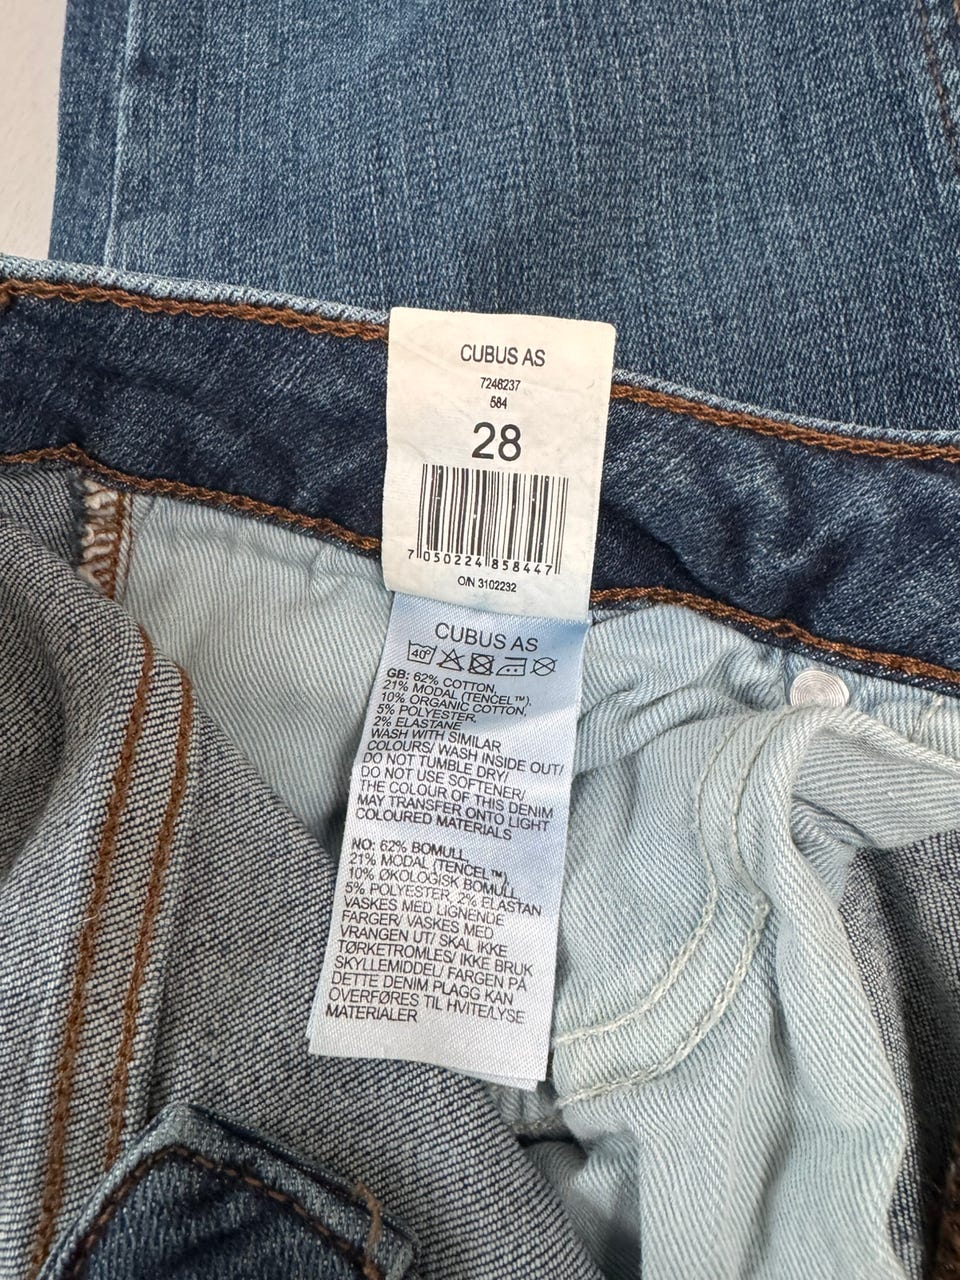 CUBUS AS
7246237
584
28
7 050224 858447
O/N 3102232
CUBUS AS
40°
GB: 62% COTTON,
21% MODAL (TENCEL™),
10% ORGANIC COTTON,
5% POLYESTER,
2% ELASTANE
WASH WITH SIMILAR
COLOURS/ WASH INSIDE OUT/
DO NOT TUMBLE DRY/
DO NOT USE SOFTENER/
THE COLOUR OF THIS DENIM
MAY TRANSFER ONTO LIGHT
COLOURED MATERIALS
NO: 62% BOMULL,
21% MODAL (TENCEL™),
10% ØKOLOGISK BOMULL,
5% POLYESTER, 2% ELASTAN
VASKES MED LIGNENDE
FARGER/ VASKES MED
VRANGEN UT/ SKAL IKKE
TØRKETROMLES/ IKKE BRUK
SKYLLEMIDDEL/ FARGEN PÅ
DETTE DENIM PLAGG KAN
OVERFØRES TIL HVITE/LYSE
MATERIALER